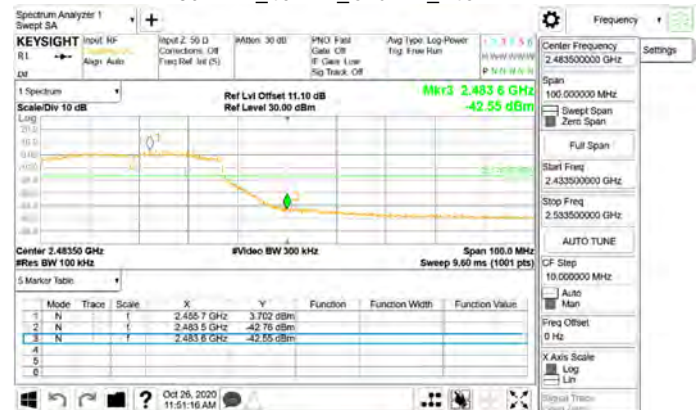 Spectrum Analyzer 1
Swept SA
Frequency
KEYSIGHT
Input: RF
Input Z: 50 Ω
#Atten: 30 dB
PNO: Fast
Avg Type: Log-Power
RL
Align: Auto
Corrections: Off
Freq Ref: Int (S)
Gate: Off
IF Gain: Low
Sig Track: Off
Trig: Free Run
Settings
Center Frequency
2.483500000 GHz
Span
100.000000 MHz
Swept Span
Zero Span
Full Span
Start Freq
2.433500000 GHz
Stop Freq
2.533500000 GHz
AUTO TUNE
CF Step
10.000000 MHz
Auto
Man
Freq Offset
0 Hz
X Axis Scale
Log
Lin
Signal Track
1 Spectrum
Scale/Div 10 dB
Ref Lvl Offset 11.10 dB
Ref Level 30.00 dBm
Mkr3 2.483 6 GHz
-42.55 dBm
Log
Center 2.48350 GHz
#Res BW 100 kHz
#Video BW 300 kHz
Span 100.0 MHz
Sweep 9.60 ms (1001 pts)
5 Marker Table
Mode Trace Scale X Y Function Function Width Function Value
1 N f 2.455 7 GHz 3.702 dBm
2 N f 2.483 5 GHz -42.76 dBm
3 N f 2.483 6 GHz -42.55 dBm
4
5
6
Oct 26, 2020
11:51:16 AM